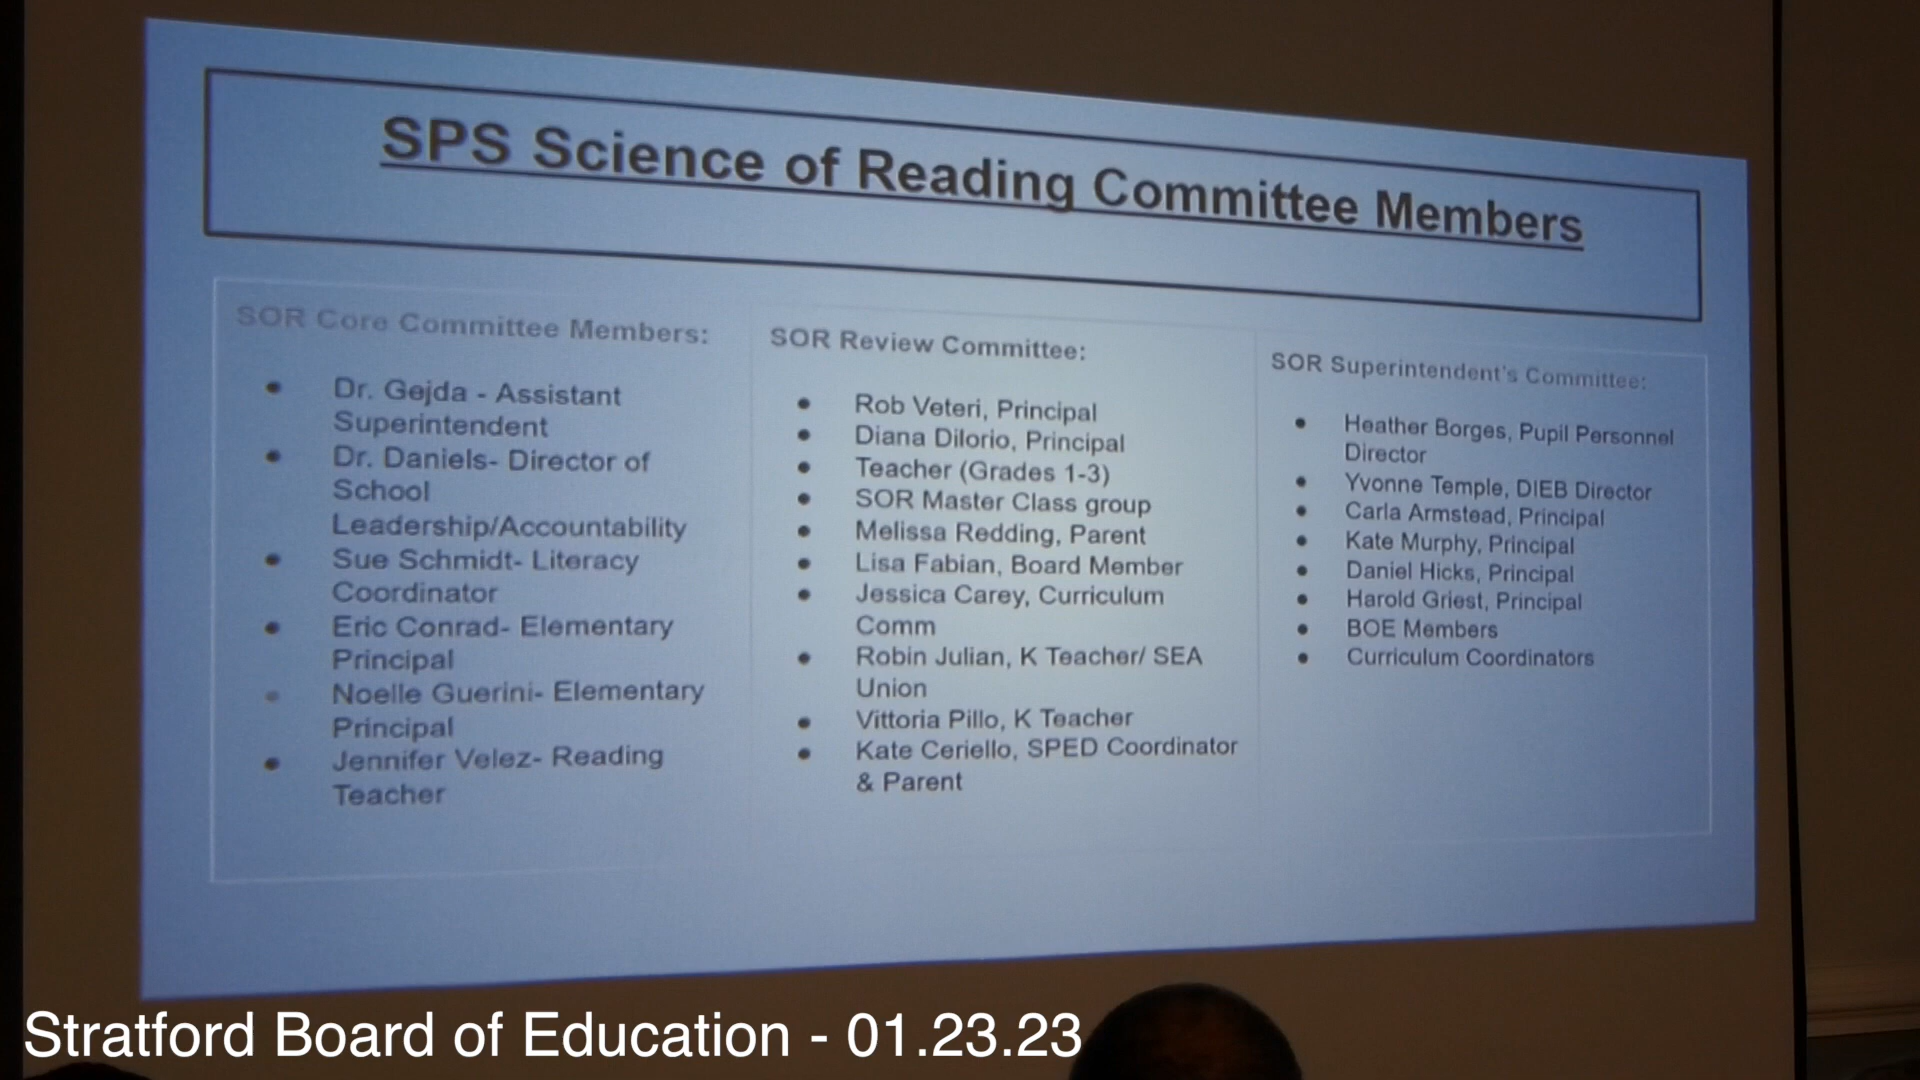 SPS Science of Reading Committee Members
SOR Core Committee Members:
● Dr. Gejda - Assistant
Superintendent
● Dr. Daniels- Director of
School
Leadership/Accountability
● Sue Schmidt- Literacy
Coordinator
● Eric Conrad- Elementary
Principal
● Noelle Guerini- Elementary
Principal
● Jennifer Velez- Reading
Teacher
SOR Review Committee:
● Rob Veteri, Principal
● Diana DiIorio, Principal
● Teacher (Grades 1-3)
● SOR Master Class group
● Melissa Redding, Parent
● Lisa Fabian, Board Member
● Jessica Carey, Curriculum
Comm
● Robin Julian, K Teacher/ SEA
Union
● Vittoria Pillo, K Teacher
● Kate Ceriello, SPED Coordinator
& Parent
SOR Superintendent's Committee:
● Heather Borges, Pupil Personnel
Director
● Yvonne Temple, DIEB Director
● Carla Armstead, Principal
● Kate Murphy, Principal
● Daniel Hicks, Principal
● Harold Griest, Principal
● BOE Members
● Curriculum Coordinators
Stratford Board of Education - 01.23.23